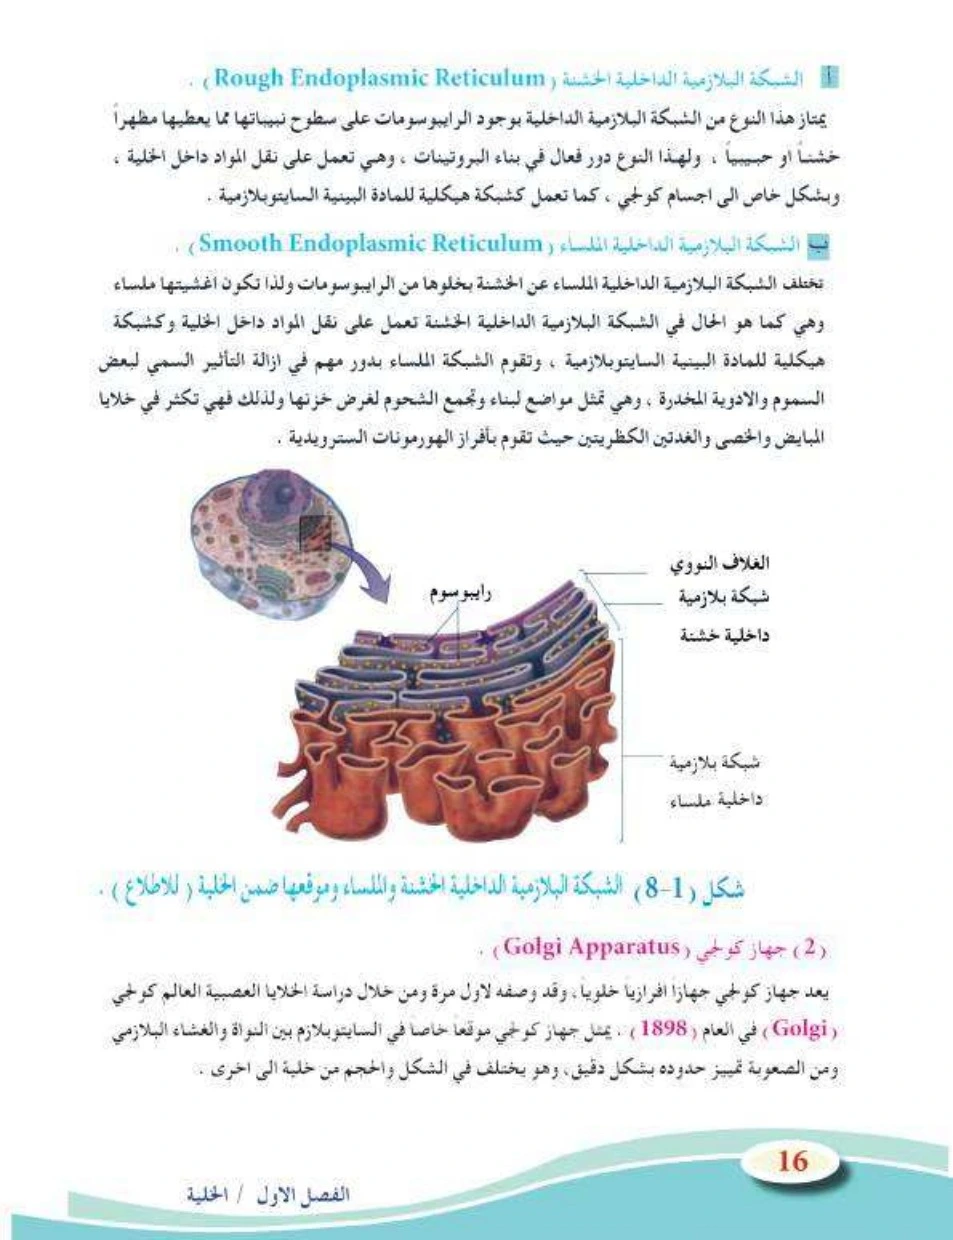 أ الشبكة البلازمية الداخلية الخشنة ( Rough Endoplasmic Reticulum ) .
يمتاز هذا النوع من الشبكة البلازمية الداخلية بوجود الرايبوسومات على سطوح نبيباتها مما يعطيها مظهراً
خشنـاً او حبـيبياً ، ولهـذا النوع دور فعال في بناء البروتينات ، وهـي تعمل على نقل المواد داخل الخلية ،
وبشكل خاص الى اجسام كولجي ، كما تعمل كشبكة هيكلية للمادة البينية السايتوبلازمية .
ب الشبكة البلازمية الداخلية الملساء ( Smooth Endoplasmic Reticulum ) .
تختلف الشبكة البلازمية الداخلية الملساء عن الخشنة بخلوها من الرايبوسومات ولذا تكون اغشيتها ملساء
وهي كما هو الحال في الشبكة البلازمية الداخلية الخشنة تعمل على نقل المواد داخل الخلية وكشبكة
هيكلية للمادة البينية السايتوبلازمية ، وتقوم الشبكة الملساء بدور مهم في ازالة التأثير السمي لبعض
السموم والادوية المخدرة ، وهي تمثل مواضع لبناء وتجمع الشحوم لغرض خزنها ولذلك فهي تكثر في خلايا
المبايض والخصى والغدتين الكظريتين حيث تقوم بأفراز الهورمونات السترويدية .
الغلاف النووي
رايبوسوم
شبكة بلازمية
داخلية خشنة
شبكة بلازمية
داخلية ملساء
شكل (1-8) الشبكة البلازمية الداخلية الخشنة والملساء وموقعها ضمن الخلية ( للاطلاع ) .
(2) جهاز كولجي ( Golgi Apparatus ) .
يعد جهاز كولجي جهازاً افرازياً خلوياً ، وقد وصفه لاول مرة ومن خلال دراسة الخلايا العصبية العالم كولجي
( Golgi ) في العام ( 1898 ) . يمثل جهاز كولجي موقعاً خاصاً في السايتوبلازم بين النواة والغشاء البلازمي
ومن الصعوبة تمييز حدوده بشكل دقيق ، وهو يختلف في الشكل والحجم من خلية الى اخرى .
16
الفصل الاول / الخلية